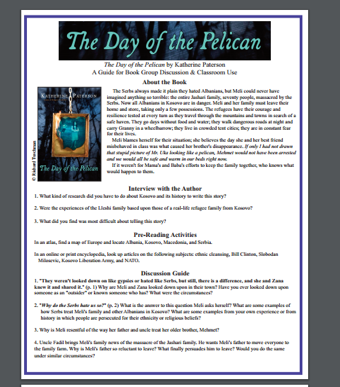 The Day of the Pelican
The Day of the Pelican by Katherine Paterson
A Guide for Book Group Discussion & Classroom Use
About the Book
The Serbs always made it plain they hated Albanians, but Meli could never have
imagined anything so terrible: the entire Jashari family, seventy people, massacred by the
Serbs. Now all Albanians in Kosovo are in danger. Meli and her family must leave their
home and store, taking only a few possessions. The refugees have their courage and
resilience tested at every turn as they travel through the mountains and towns in search of a
safe haven. They go days without food and water; they walk dangerous roads at night and
carry Granny in a wheelbarrow; they live in crowded tent cities; they are in constant fear
for their lives.
Meli blames herself for their situation; she believes the day she and her best friend
misbehaved in class was what caused her brother's disappearance. If only I had not drawn
that stupid picture of life. Uka looking like a pelican, Mehmet would not have been arrested
and we would all be safe and warm in our beds right now.
If it weren't for Mama's and Baba's efforts to keep the family together, who knows what
would happen to them.
KATHERINE PATERSON
The Day of the Pelican
Interview with the Author
1. What kind of research did you have to do about Kosovo and its history to write this story?
2. Were the experiences of the Lleshi family based upon those of a real-life refugee family from Kosovo?
3. What did you find was most difficult about telling this story?
Pre-Reading Activities
In an atlas, find a map of Europe and locate Albania, Kosovo, Macedonia, and Serbia.
In an online or print encyclopedia, look up articles on the following subjects: ethnic cleansing, Bill Clinton, Slobodan
Milosevic, Kosovo Liberation Army, and NATO.
Discussion Guide
1. "They weren't looked down on like gypsies or hated like Serbs, but still, there is a difference, and she and Zana
knew it and shared it." (p. 1) Why are Meli and Zana looked down upon in their town? Have you ever looked down upon
someone as an "outsider" or known someone who has? What were the circumstances?
2. "Why do the Serbs hate us so?" (p. 2) What is the answer to this question Meli asks herself? What are some examples of
how Serbs treat Meli's family and other Albanians in Kosovo? What are some examples from your own experience or from
history in which people are persecuted for their ethnicity or religious beliefs?
3. Why is Meli resentful of the way her father and uncle treat her older brother, Mehmet?
4. Uncle Fadil brings Meli's family news of the massacre of the Jashari family. He wants Meli's father to move everyone to
the family farm. Why is Meli's father so reluctant to leave? What finally persuades him to leave? Would you do the same
under similar circumstances?